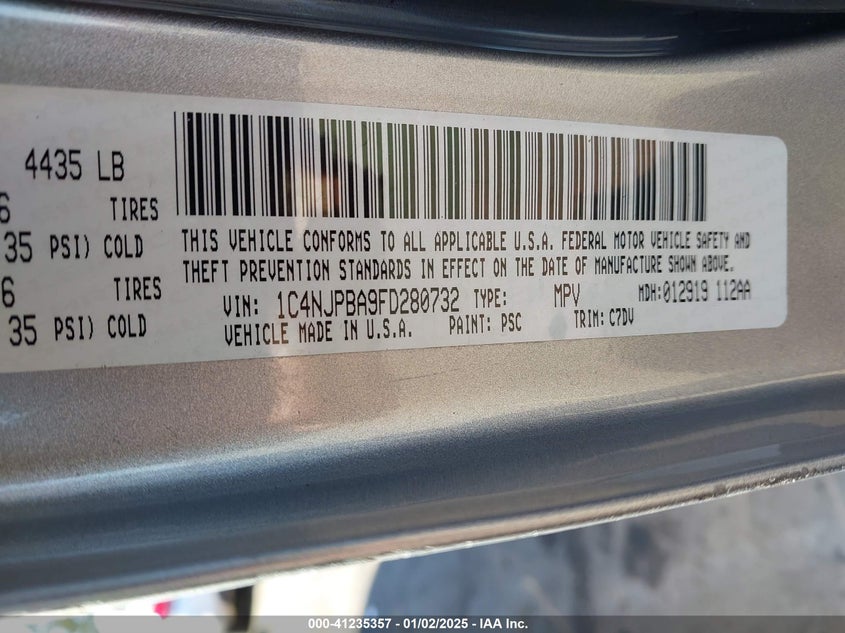 4435 LB
6 TIRES
35 PSI) COLD
6 TIRES
35 PSI) COLD
THIS VEHICLE CONFORMS TO ALL APPLICABLE U.S.A. FEDERAL MOTOR VEHICLE SAFETY AND
THEFT PREVENTION STANDARDS IN EFFECT ON THE DATE OF MANUFACTURE SHOWN ABOVE.
VIN: 1C4NJPBA9FD280732 TYPE: MPV MDH:012919 112AA
VEHICLE MADE IN U.S.A. PAINT: PSC TRIM: C7DV
000-41235357 - 01/02/2025 - IAA Inc.